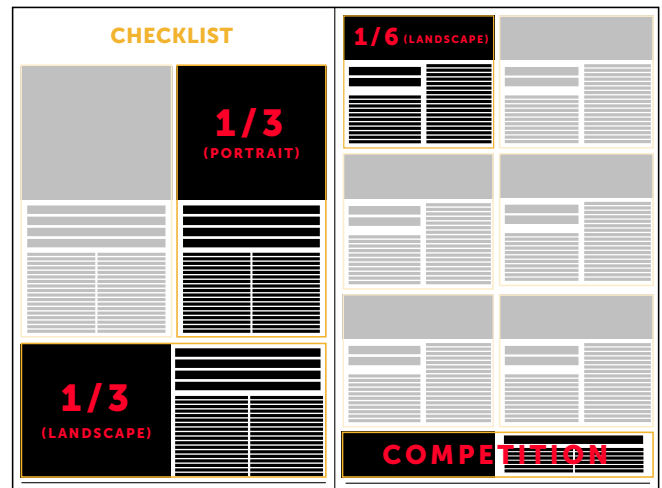 CHECKLIST
1/3
(PORTRAIT)
1/3
(LANDSCAPE)
1/6 (LANDSCAPE)
COMPETITION